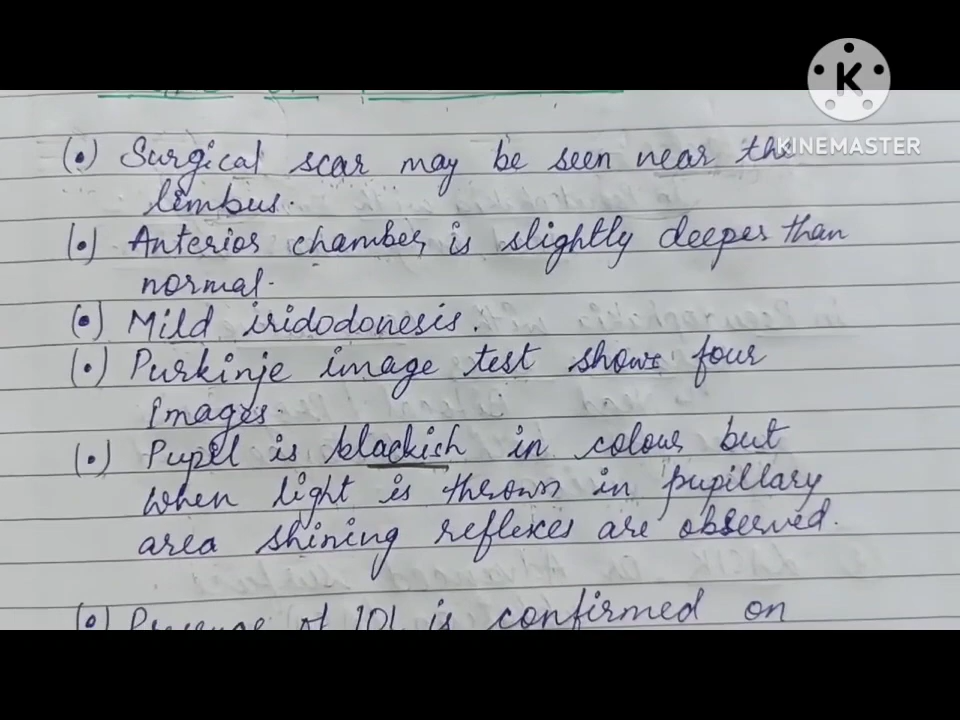 KINEMASTER
(•) Surgical scar may be seen near the
limbus.
(•) Anterior chamber is slightly deeper than
normal.
(•) Mild iridodonesis.
(•) Purkinje image test shows four
Images.
(•) Pupil is blackish in colour but
when light is thrown in pupillary
area shining reflexes are observed.
(•) Presence of IOL is confirmed on